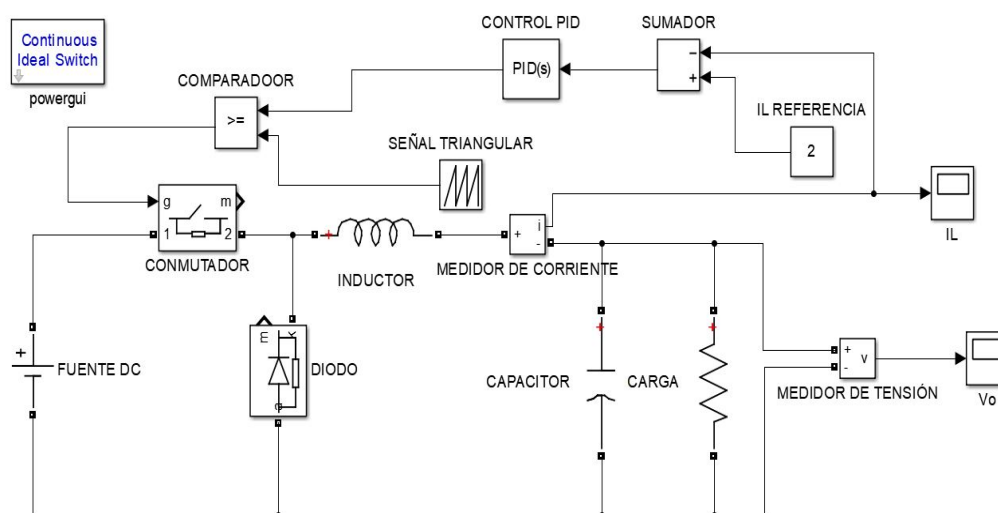 Continuous
Ideal Switch
powergui
CONTROL PID
PID(s)
SUMADOR
−
+
IL REFERENCIA
2
COMPARADOOR
>=
SEÑAL TRIANGULAR
g
m
1
2
CONMUTADOR
+
INDUCTOR
+
i
-
MEDIDOR DE CORRIENTE
IL
+
FUENTE DC
m
k
a
DIODO
+
CAPACITOR
+
CARGA
+
-
v
MEDIDOR DE TENSIÓN
Vo